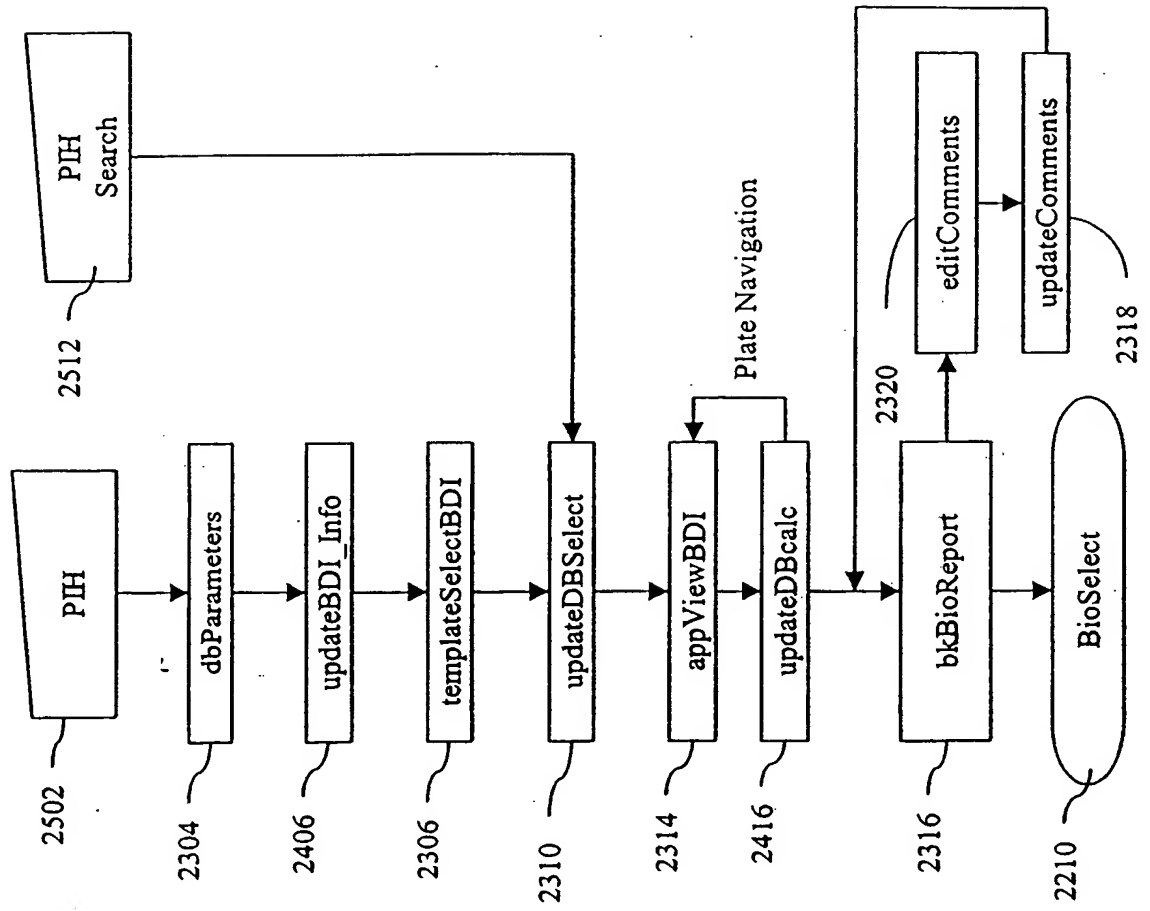 PIH
2502
PIH
Search
2512
dbParameters
2304
updateBDI_Info
2406
templateSelectBDI
2306
updateDBSelect
2310
appViewBDI
2314
Plate Navigation
updateDBcalc
2416
bkBioReport
2316
editComments
2320
updateComments
2318
BioSelect
2210